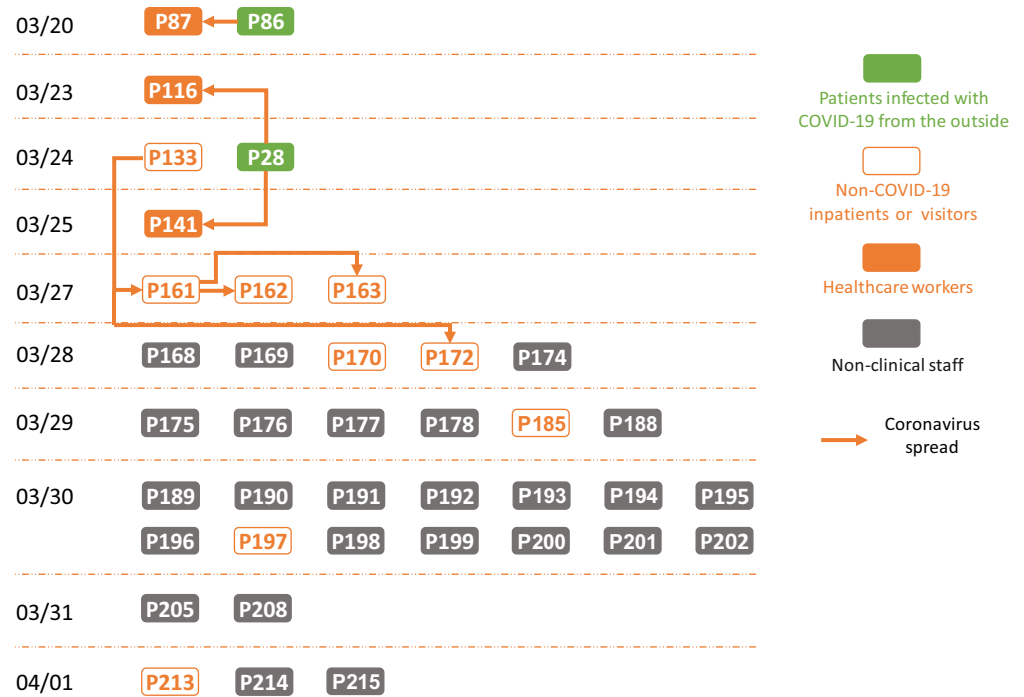 03/20 P87 P86
03/23 P116
03/24 P133 P28
03/25 P141
03/27 P161 P162 P163
03/28 P168 P169 P170 P172 P174
03/29 P175 P176 P177 P178 P185 P188
03/30 P189 P190 P191 P192 P193 P194 P195
P196 P197 P198 P199 P200 P201 P202
03/31 P205 P208
04/01 P213 P214 P215
Patients infected with
COVID-19 from the outside
Non-COVID-19
inpatients or visitors
Healthcare workers
Non-clinical staff
Coronavirus
spread